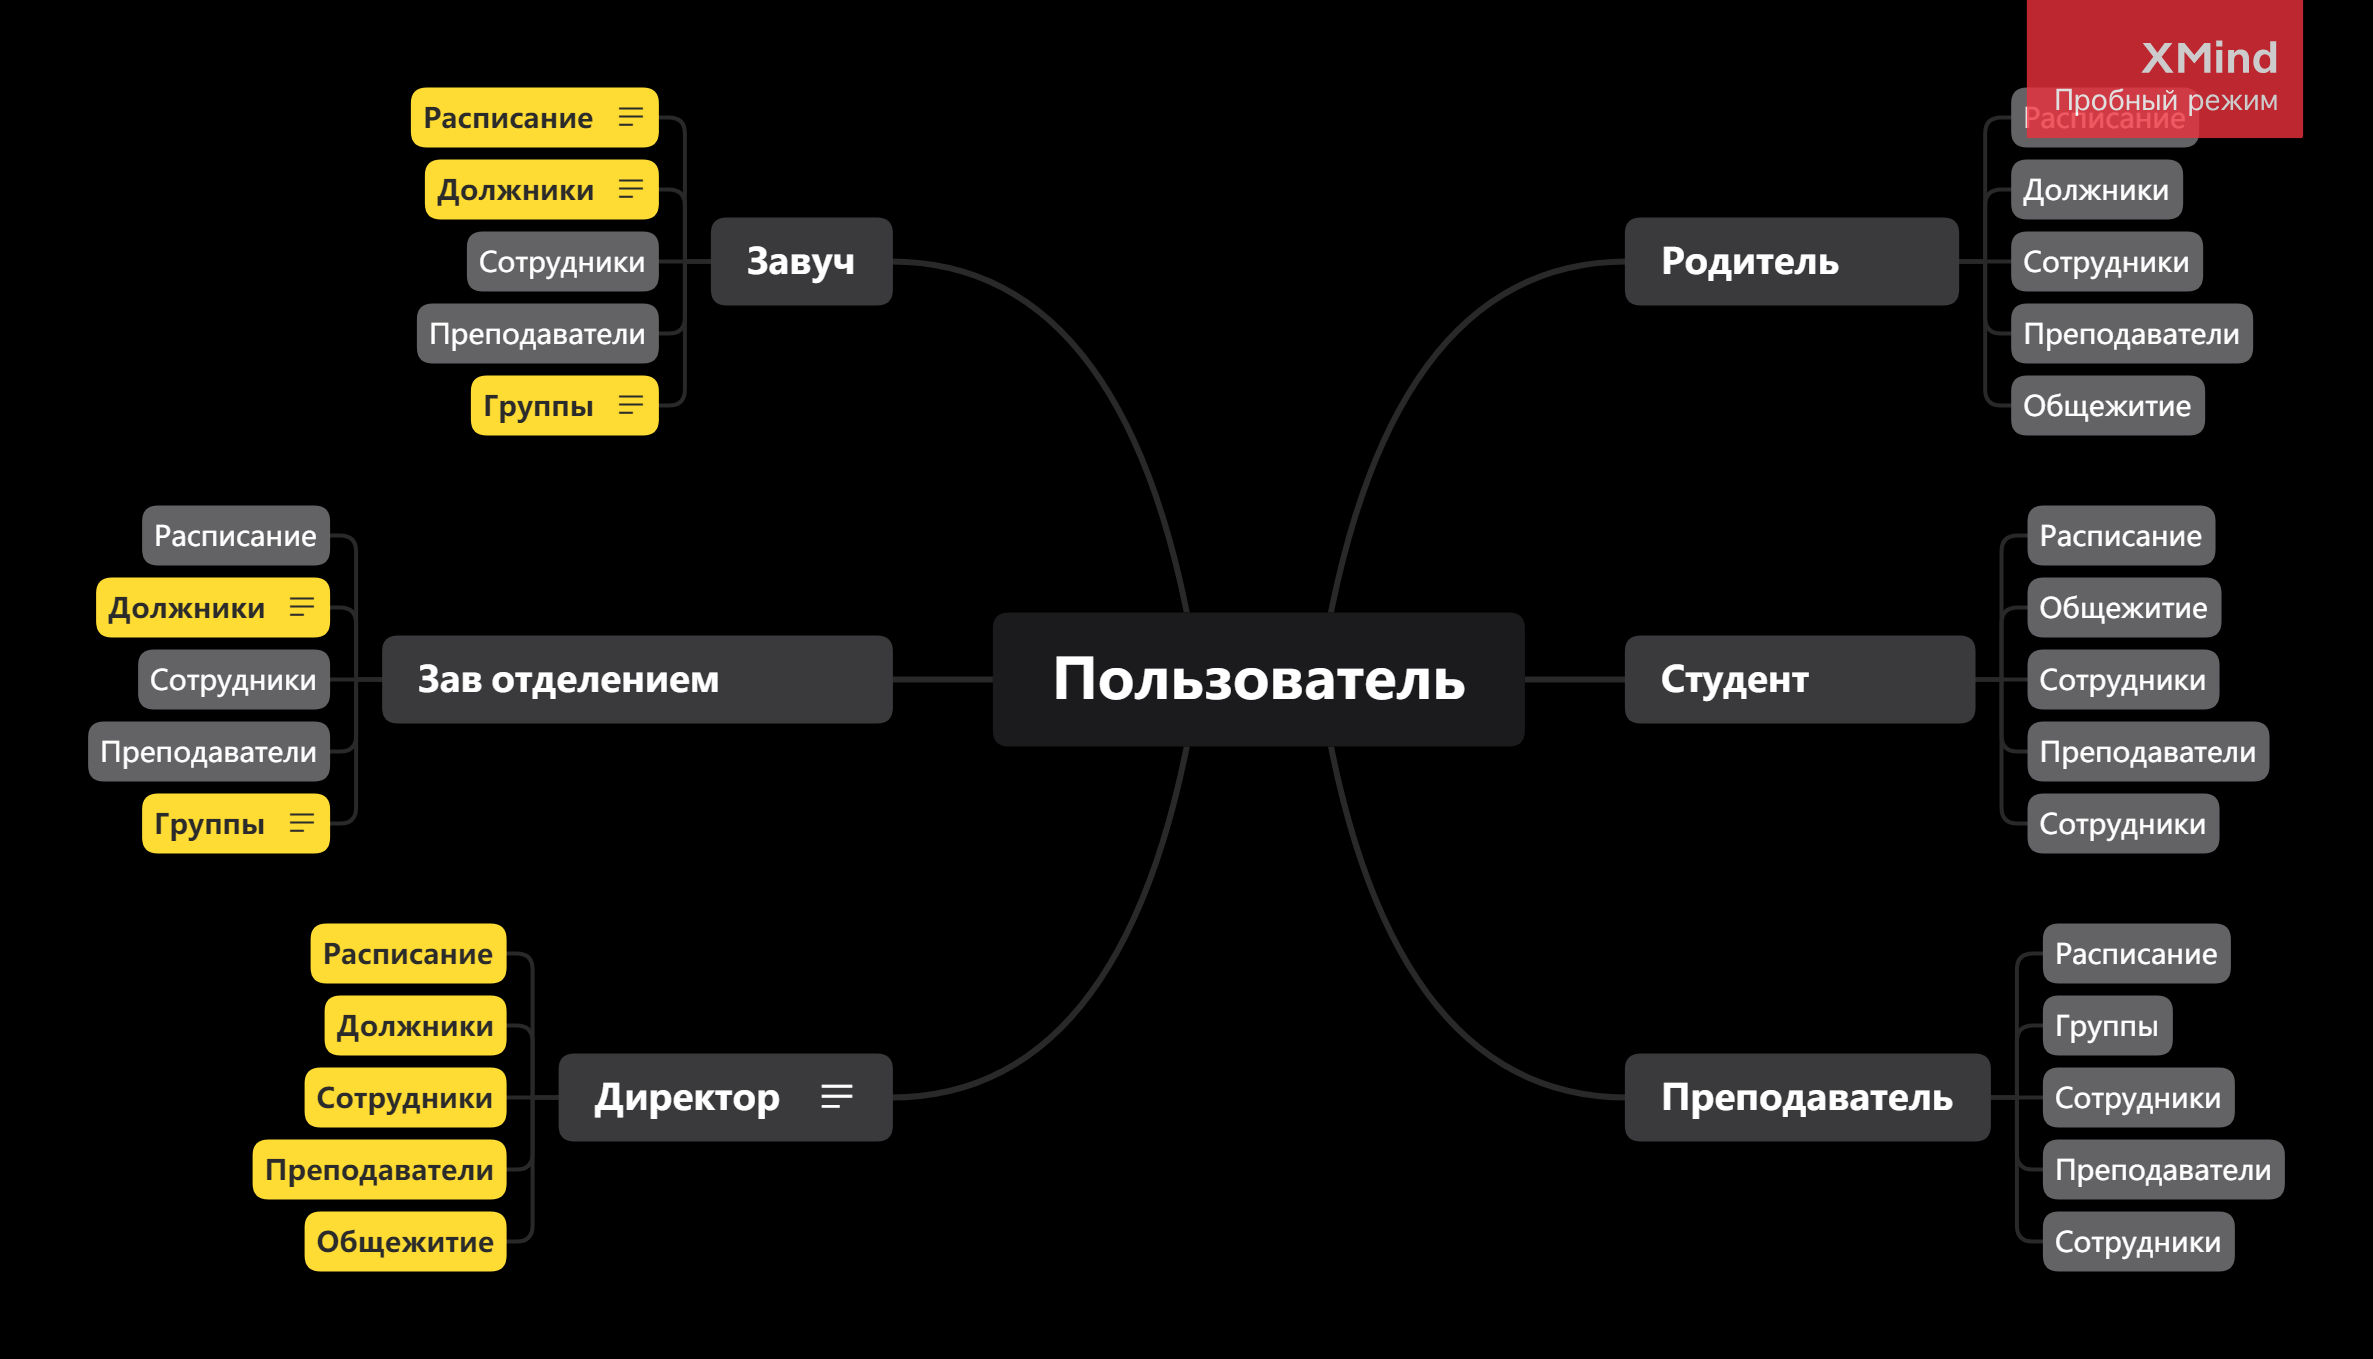 XMind
Пробный режим
Пользователь
Завуч
Расписание
Должники
Сотрудники
Преподаватели
Группы
Зав отделением
Расписание
Должники
Сотрудники
Преподаватели
Группы
Директор
Расписание
Должники
Сотрудники
Преподаватели
Общежитие
Родитель
Расписание
Должники
Сотрудники
Преподаватели
Общежитие
Студент
Расписание
Общежитие
Сотрудники
Преподаватели
Сотрудники
Преподаватель
Расписание
Группы
Сотрудники
Преподаватели
Сотрудники